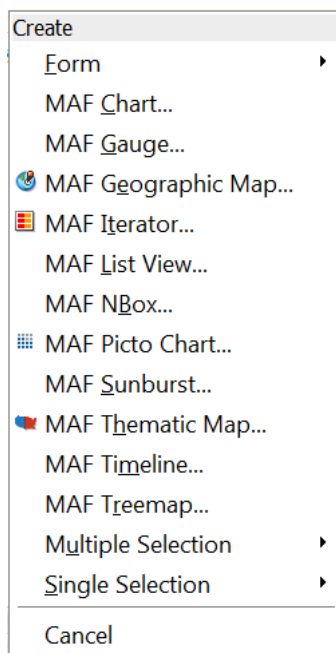 Create
Form
MAF Chart...
MAF Gauge...
MAF Geographic Map...
MAF Iterator...
MAF List View...
MAF NBox...
MAF Picto Chart...
MAF Sunburst...
MAF Thematic Map...
MAF Timeline...
MAF Treemap...
Multiple Selection
Single Selection
Cancel